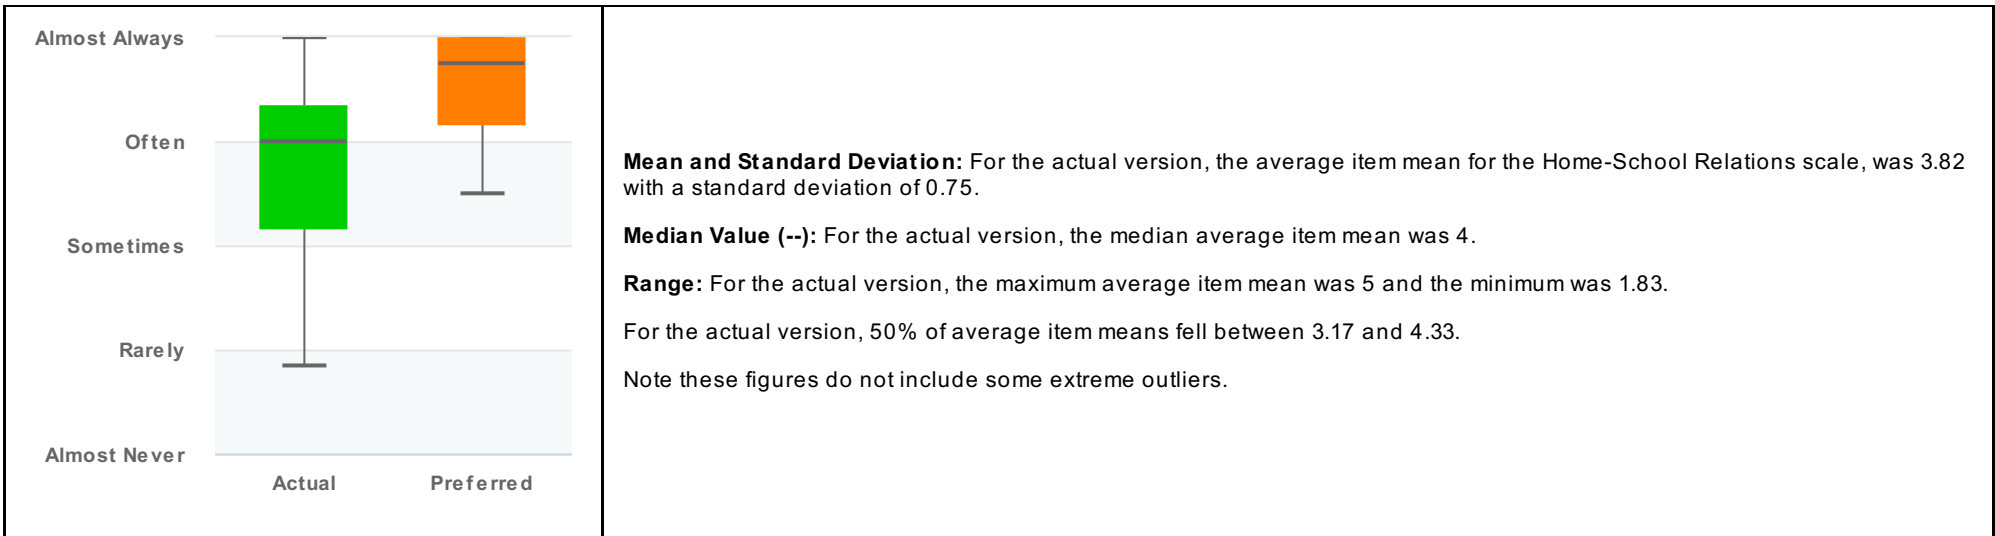 Almost Always
Often
Sometimes
Rarely
Almost Never
Actual
Preferred
Mean and Standard Deviation: For the actual version, the average item mean for the Home-School Relations scale, was 3.82
with a standard deviation of 0.75.
Median Value (--): For the actual version, the median average item mean was 4.
Range: For the actual version, the maximum average item mean was 5 and the minimum was 1.83.
For the actual version, 50% of average item means fell between 3.17 and 4.33.
Note these figures do not include some extreme outliers.